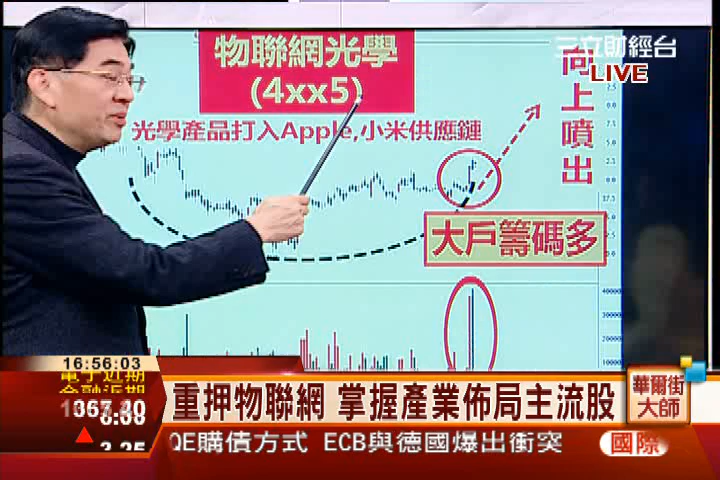 物聯網光學
(4xx5)
三立財經台
LIVE
向上噴出
光學產品打入Apple,小米供應鏈
大戶籌碼多
40000
16:56:03
重押物聯網 掌握產業佈局主流股
華爾街
大師
QE購債方式 ECB與德國爆出衝突
國際